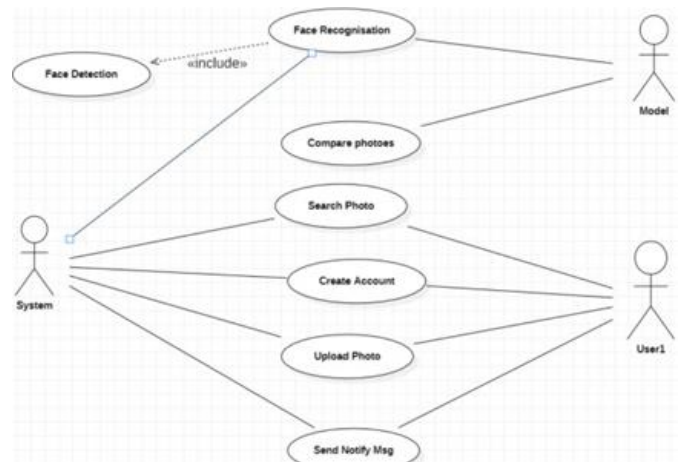 Face Recognisation
Face Detection
«include»
Model
Compare photoes
Search Photo
System
Create Account
User1
Upload Photo
Send Notify Msg